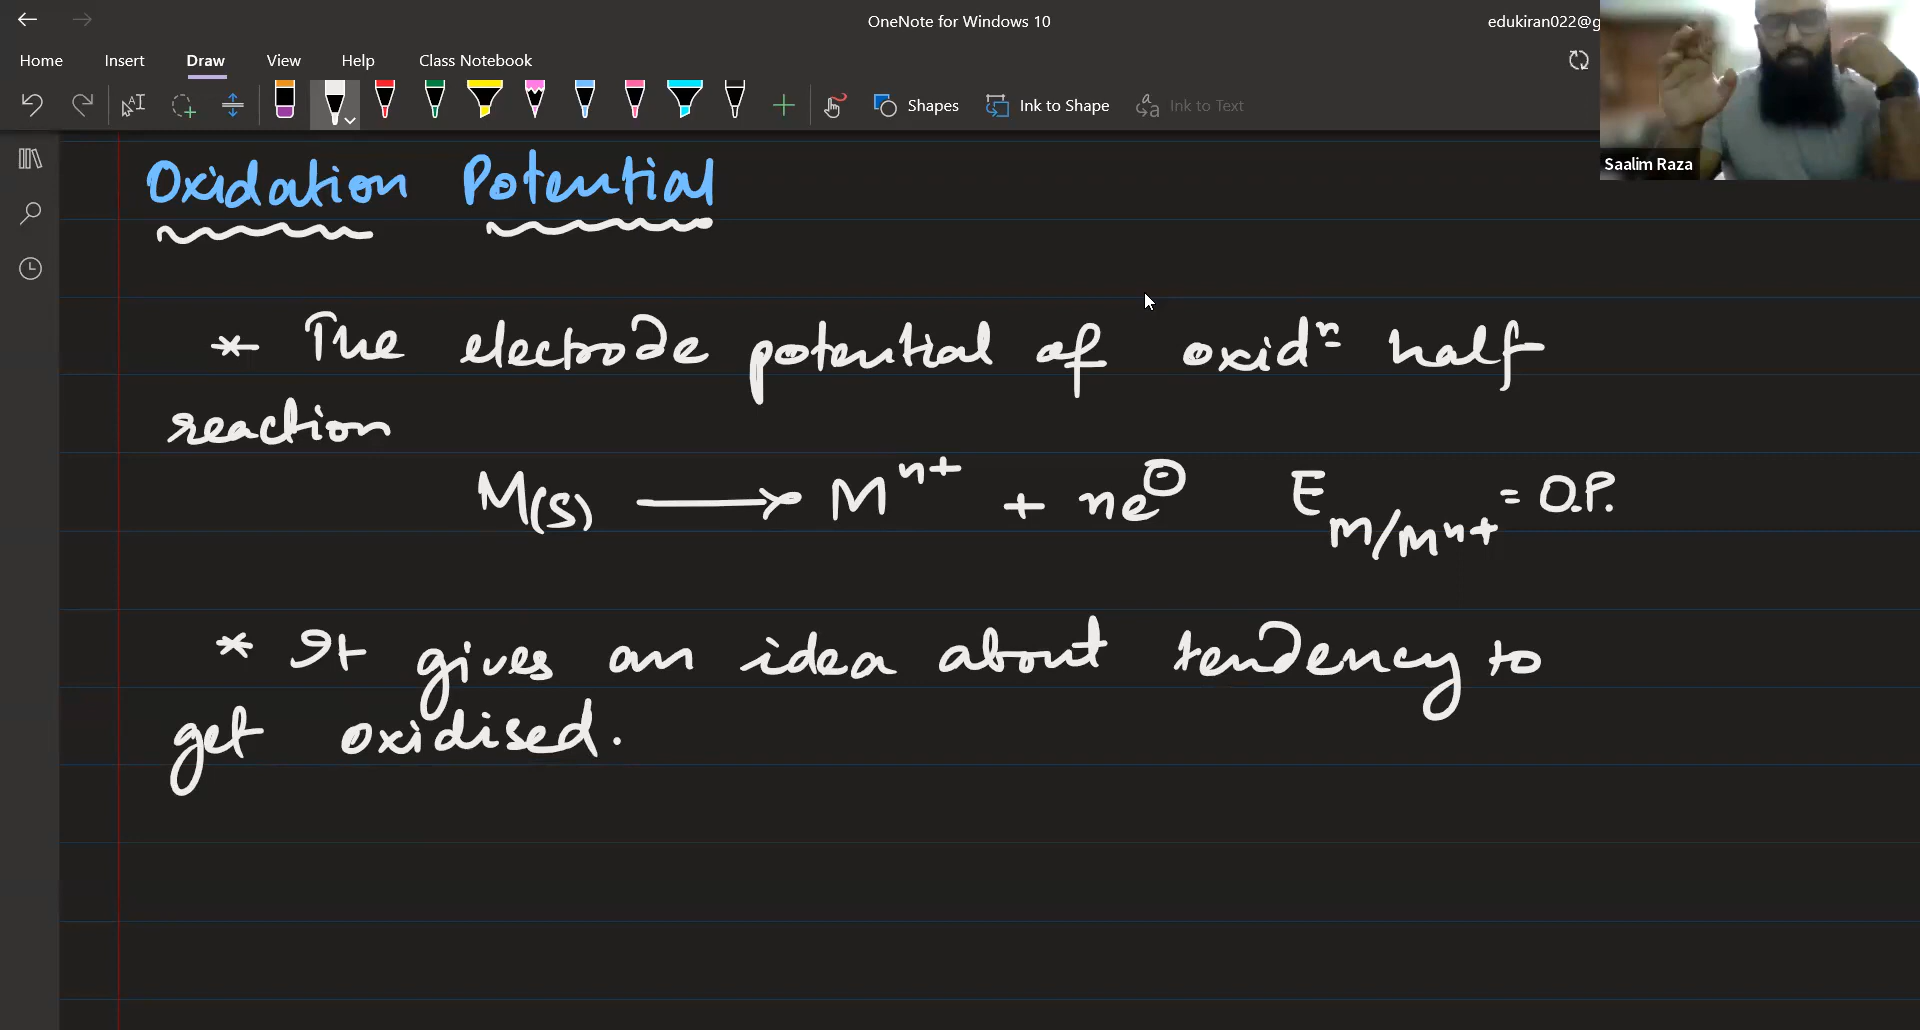 OneNote for Windows 10
edukiran022@g
Home Insert Draw View Help Class Notebook
Shapes Ink to Shape Ink to Text
Saalim Raza
Oxidation Potential
* The electrode potential of oxidⁿ half
reaction
M(s) ⟶ Mⁿ⁺ + ne⊖ E M/Mⁿ⁺ = O.P.
* It gives an idea about tendency to
get oxidised.